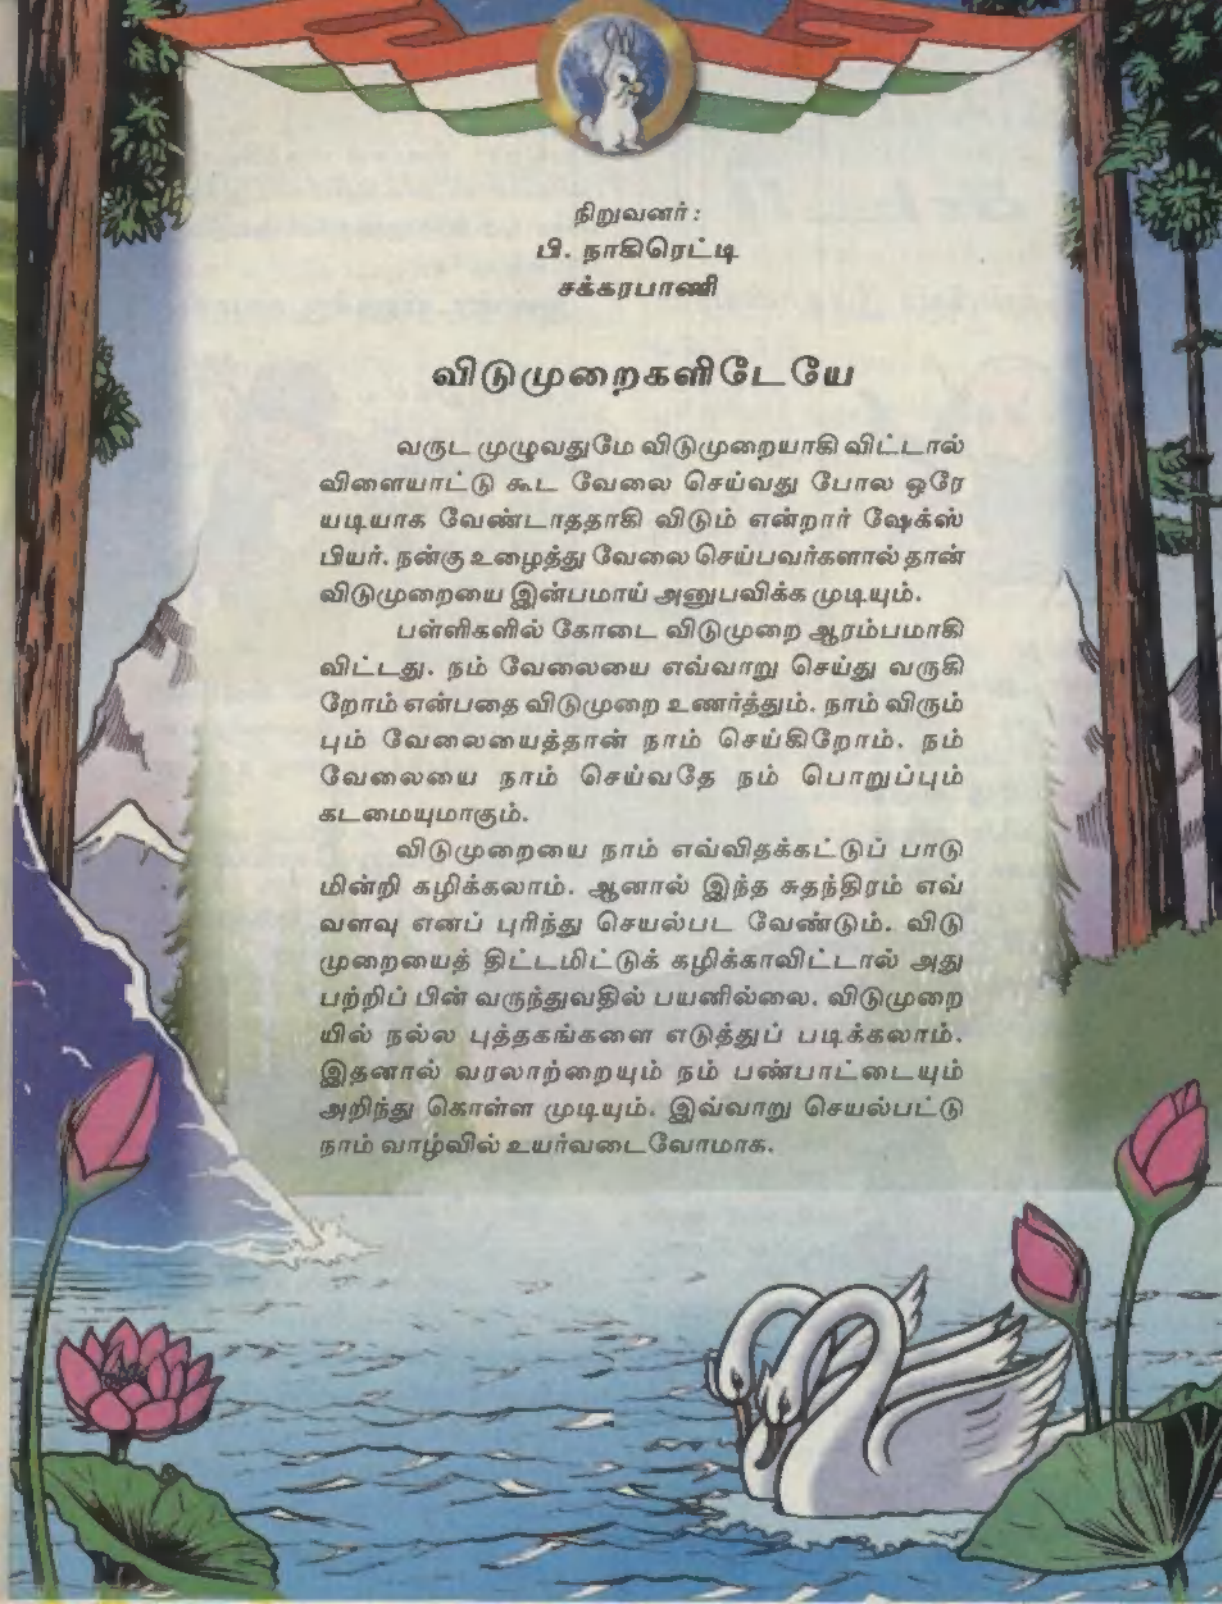 நிறுவனர் :
பி. நாகிரெட்டி
சக்கரபாணி
விடுமுறைகளிடேயே
வருட முழுவதுமே விடுமுறையாகி விட்டால்
விளையாட்டு கூட வேலை செய்வது போல ஒரே
யடியாக வேண்டாததாகி விடும் என்றார் ஷேக்ஸ்
பியர். நன்கு உழைத்து வேலை செய்பவர்களால் தான்
விடுமுறையை இன்பமாய் அனுபவிக்க முடியும்.
பள்ளிகளில் கோடை விடுமுறை ஆரம்பமாகி
விட்டது. நம் வேலையை எவ்வாறு செய்து வருகி
றோம் என்பதை விடுமுறை உணர்த்தும். நாம் விரும்
பும் வேலையைத்தான் நாம் செய்கிறோம். நம்
வேலையை நாம் செய்வதே நம் பொறுப்பும்
கடமையுமாகும்.
விடுமுறையை நாம் எவ்விதக்கட்டுப் பாடு
மின்றி கழிக்கலாம். ஆனால் இந்த சுதந்திரம் எவ்
வளவு எனப் புரிந்து செயல்பட வேண்டும். விடு
முறையைத் திட்டமிட்டுக் கழிக்காவிட்டால் அது
பற்றிப் பின் வருந்துவதில் பயனில்லை. விடுமுறை
யில் நல்ல புத்தகங்களை எடுத்துப் படிக்கலாம்.
இதனால் வரலாற்றையும் நம் பண்பாட்டையும்
அறிந்து கொள்ள முடியும். இவ்வாறு செயல்பட்டு
நாம் வாழ்வில் உயர்வடைவோமாக.